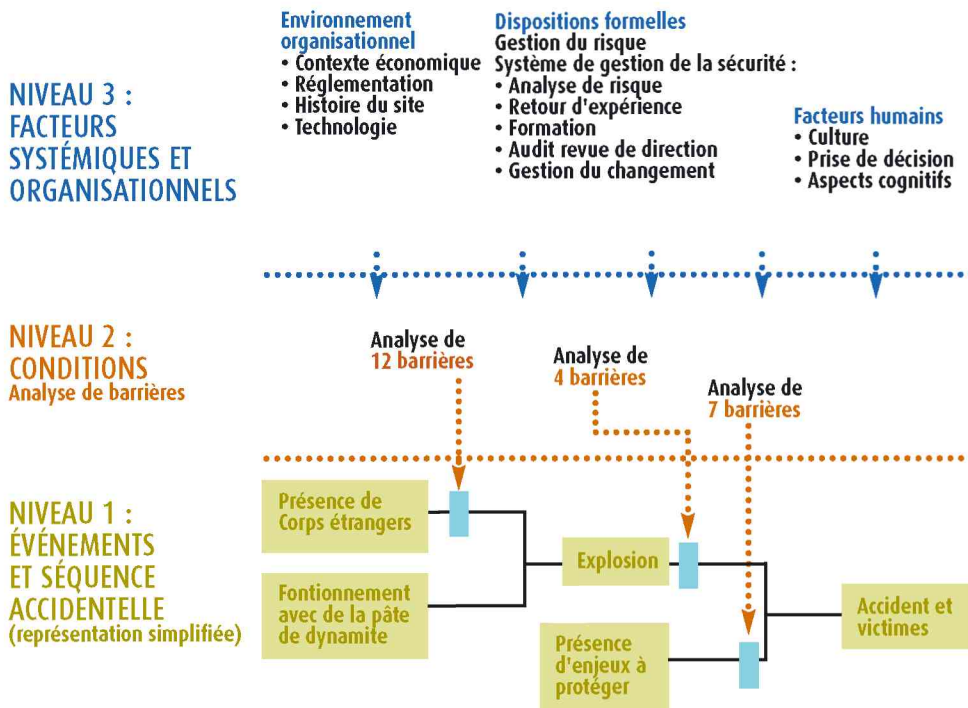 NIVEAU 3 :
FACTEURS
SYSTÉMIQUES ET
ORGANISATIONNELS
Environnement
organisationnel
• Contexte économique
• Réglementation
• Histoire du site
• Technologie
Dispositions formelles
Gestion du risque
Système de gestion de la sécurité :
• Analyse de risque
• Retour d'expérience
• Formation
• Audit revue de direction
• Gestion du changement
Facteurs humains
• Culture
• Prise de décision
• Aspects cognitifs
NIVEAU 2 :
CONDITIONS
Analyse de barrières
Analyse de
12 barrières
Analyse de
4 barrières
Analyse de
7 barrières
NIVEAU 1 :
ÉVÉNEMENTS
ET SÉQUENCE
ACCIDENTELLE
(représentation simplifiée)
Présence de
Corps étrangers
Fontionnement
avec de la pâte
de dynamite
Explosion
Présence
d'enjeux à
protéger
Accident et
victimes